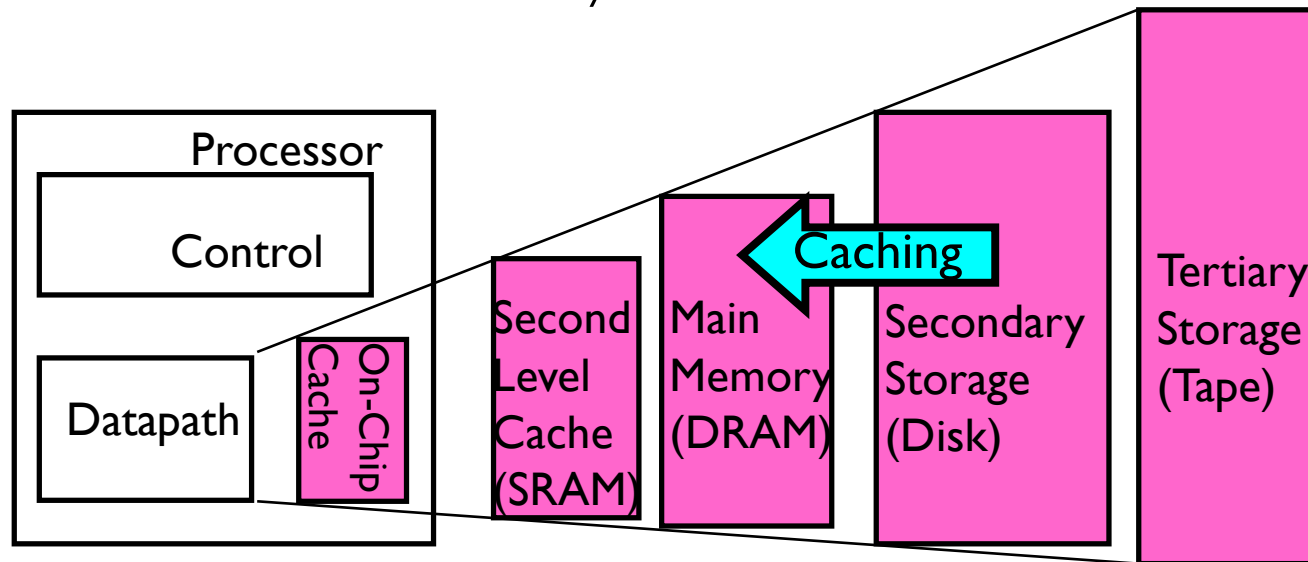 Processor
Control
Datapath
On-Chip
Cache
Second
Level
Cache
(SRAM)
Main
Memory
(DRAM)
Caching
Secondary
Storage
(Disk)
Tertiary
Storage
(Tape)